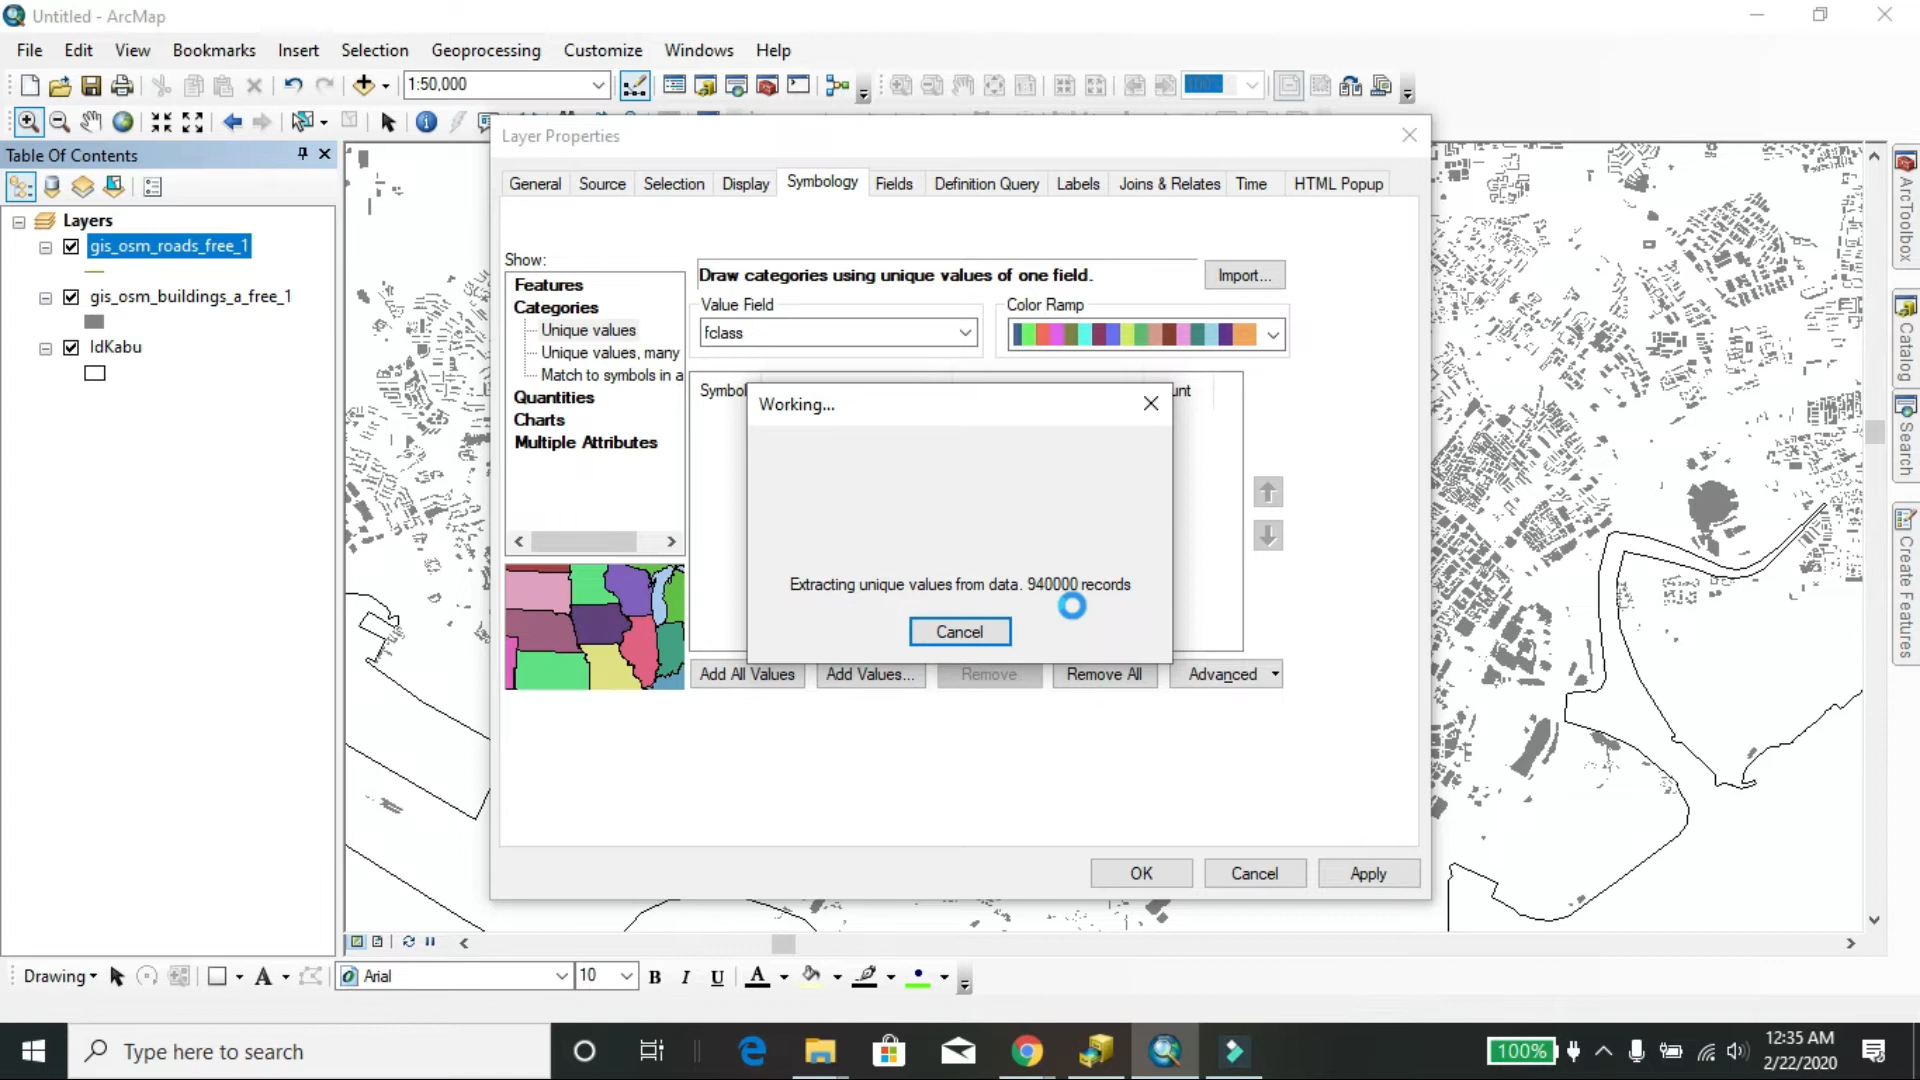 Untitled - ArcMap
File Edit View Bookmarks Insert Selection Geoprocessing Customize Windows Help
1:50,000
Table Of Contents
Layers
gis_osm_roads_free_1
gis_osm_buildings_a_free_1
IdKabu
Layer Properties
General Source Selection Display Symbology Fields Definition Query Labels Joins & Relates Time HTML Popup
Show:
Features
Categories
Unique values
Unique values, many
Match to symbols in a
Quantities
Charts
Multiple Attributes
Draw categories using unique values of one field.
Import...
Value Field
fclass
Color Ramp
Symbol
unt
Working...
Extracting unique values from data. 940000 records
Cancel
Add All Values Add Values... Remove Remove All Advanced
OK Cancel Apply
ArcToolbox
Catalog
Search
Create Features
Drawing
Arial
10
B I U A
Type here to search
100%
12:35 AM
2/22/2020